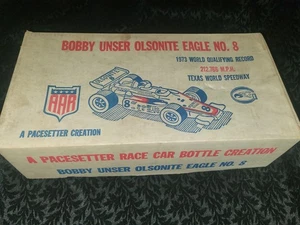 BOBBY UNSER OLSONITE EAGLE NO. 8
1973 WORLD QUALIFYING RECORD
212.766 M.P.H.
TEXAS WORLD SPEEDWAY
AAR
8
A PACESETTER CREATION
A PACESETTER RACE CAR BOTTLE CREATION
BOBBY UNSER OLSONITE EAGLE NO. 8